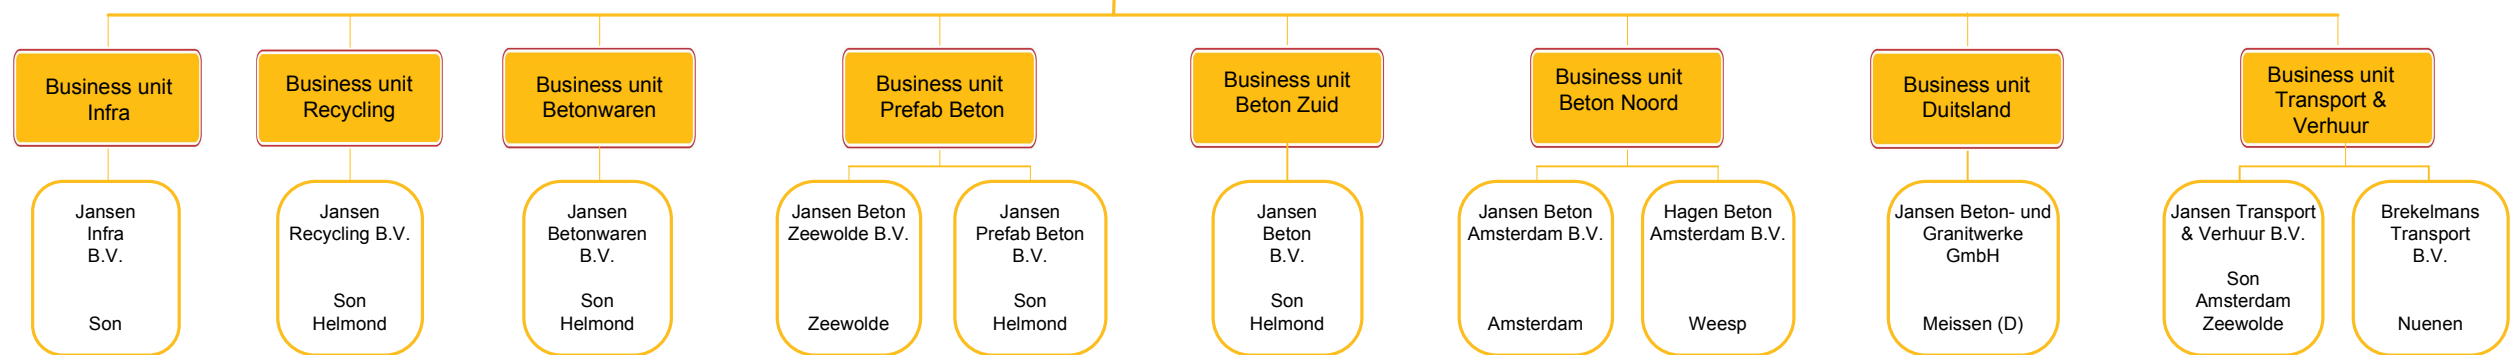 Business unit
Infra
Business unit
Recycling
Business unit
Betonwaren
Business unit
Prefab Beton
Business unit
Beton Zuid
Business unit
Beton Noord
Business unit
Duitsland
Business unit
Transport &
Verhuur
Jansen
Infra
B.V.
Son
Jansen
Recycling B.V.
Son
Helmond
Jansen
Betonwaren
B.V.
Son
Helmond
Jansen Beton
Zeewolde B.V.
Zeewolde
Jansen
Prefab Beton
B.V.
Son
Helmond
Jansen
Beton
B.V.
Son
Helmond
Jansen Beton
Amsterdam B.V.
Amsterdam
Hagen Beton
Amsterdam B.V.
Weesp
Jansen Beton- und
Granitwerke
GmbH
Meissen (D)
Jansen Transport
& Verhuur B.V.
Son
Amsterdam
Zeewolde
Brekelmans
Transport
B.V.
Nuenen